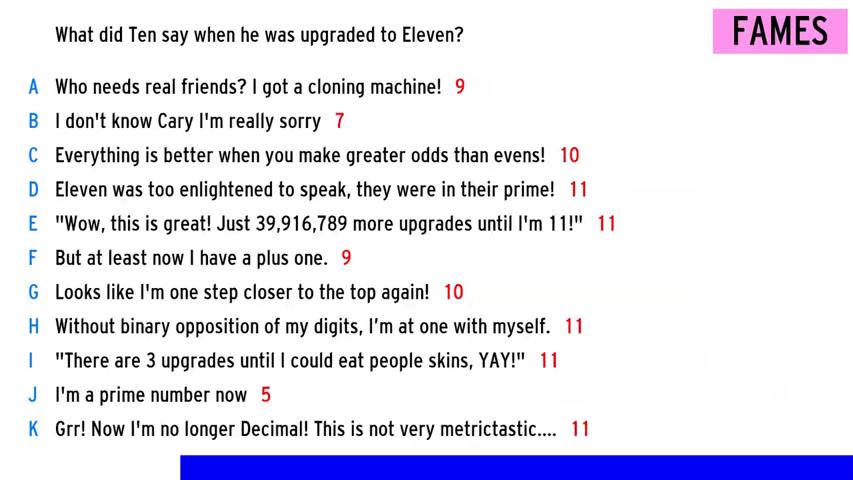 What did Ten say when he was upgraded to Eleven?
FAMES
A Who needs real friends? I got a cloning machine! 9
B I don't know Cary I'm really sorry 7
C Everything is better when you make greater odds than evens! 10
D Eleven was too enlightened to speak, they were in their prime! 11
E "Wow, this is great! Just 39,916,789 more upgrades until I'm 11!" 11
F But at least now I have a plus one. 9
G Looks like I'm one step closer to the top again! 10
H Without binary opposition of my digits, I’m at one with myself. 11
I "There are 3 upgrades until I could eat people skins, YAY!" 11
J I'm a prime number now 5
K Grr! Now I'm no longer Decimal! This is not very metrictastic.... 11